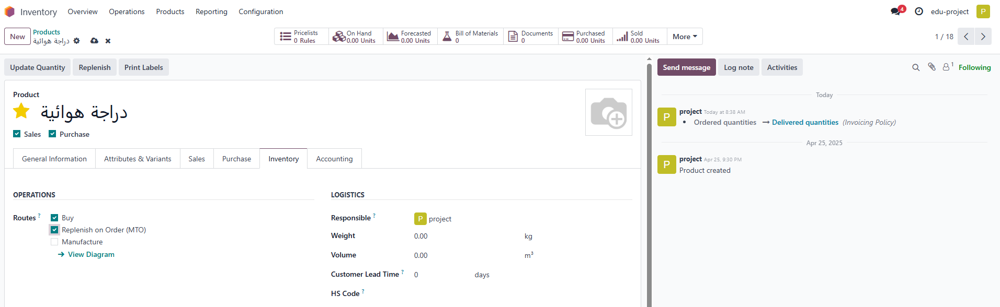 Inventory Overview Operations Products Reporting Configuration 4 edu-project P
New Products دراجة هوائية
Pricelists 0 Rules
On Hand 0.00 Units
Forecasted 0.00 Units
Bill of Materials 0
Documents 0
Purchased 0.00 Units
Sold 0.00 Units
More
1 / 18
Update Quantity Replenish Print Labels
Product
دراجة هوائية
Sales Purchase
General Information Attributes & Variants Sales Purchase Inventory Accounting
OPERATIONS
Routes ? Buy
Replenish on Order (MTO)
Manufacture
→ View Diagram
LOGISTICS
Responsible ? P project
Weight 0.00 kg
Volume 0.00 m³
Customer Lead Time ? 0 days
HS Code ?
Send message Log note Activities 1 Following
Today
P project Today at 8:38 AM
• Ordered quantities → Delivered quantities (Invoicing Policy)
Apr 25, 2025
P project Apr 25, 9:30 PM
Product created